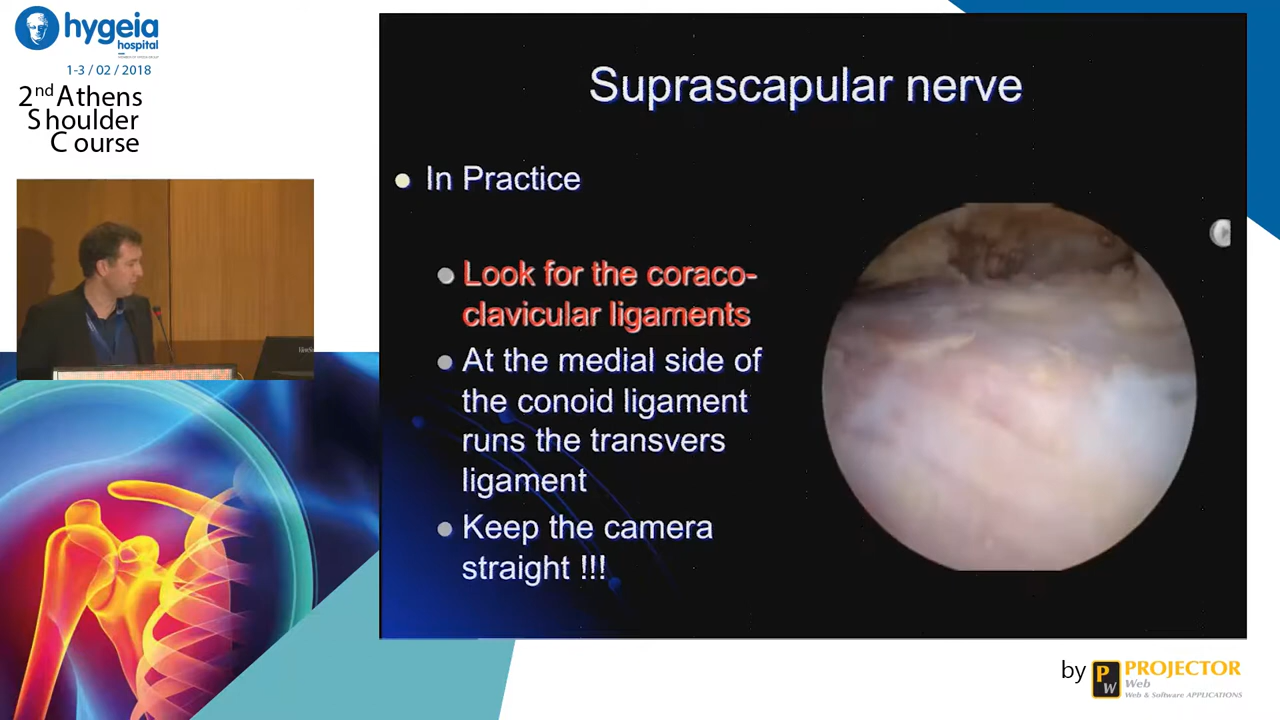 hygeia
hospital
1-3 / 02 / 2018
2nd Athens
Shoulder
Course
Suprascapular nerve
In Practice
Look for the coraco-
clavicular ligaments
At the medial side of
the conoid ligament
runs the transvers
ligament
Keep the camera
straight !!!
by PW PROJECTOR
Web
Web & Software APPLICATIONS